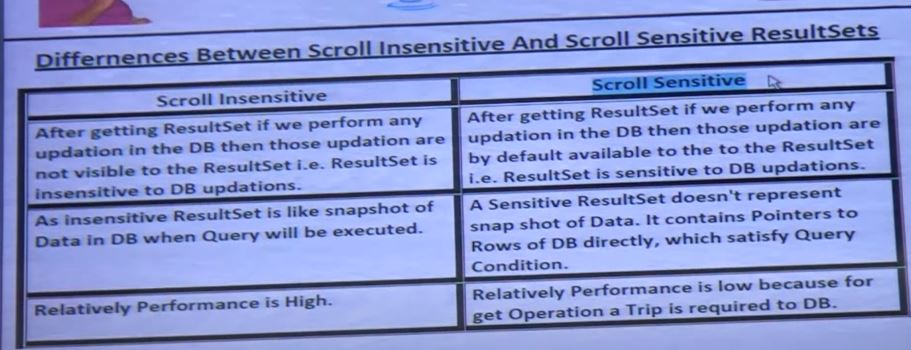 Differnences Between Scroll Insensitive And Scroll Sensitive ResultSets
Scroll Insensitive
Scroll Sensitive
After getting ResultSet if we perform any
updation in the DB then those updation are
not visible to the ResultSet i.e. ResultSet is
insensitive to DB updations.
After getting ResultSet if we perform any
updation in the DB then those updation are
by default available to the to the ResultSet
i.e. ResultSet is sensitive to DB updations.
As insensitive ResultSet is like snapshot of
Data in DB when Query will be executed.
A Sensitive ResultSet doesn't represent
snap shot of Data. It contains Pointers to
Rows of DB directly, which satisfy Query
Condition.
Relatively Performance is High.
Relatively Performance is low because for
get Operation a Trip is required to DB.